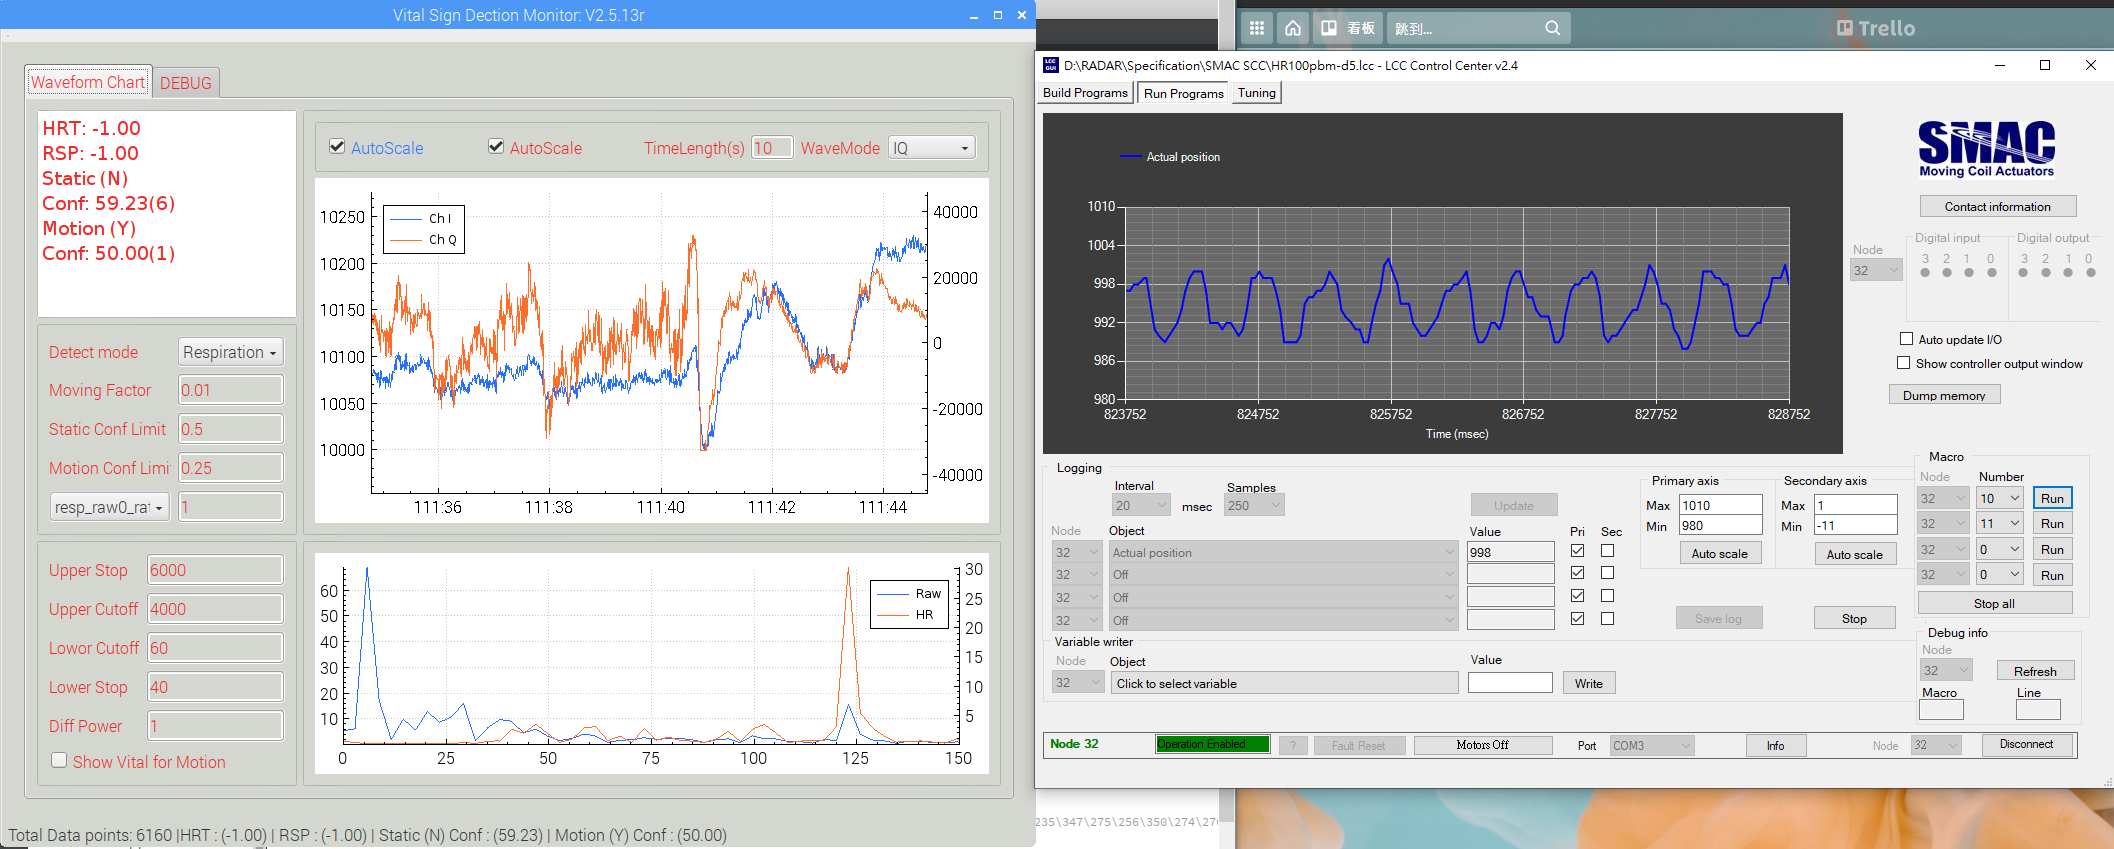 Vital Sign Dection Monitor: V2.5.13r
Waveform Chart
DEBUG
HRT: -1.00
RSP: -1.00
Static (N)
Conf: 59.23(6)
Motion (Y)
Conf: 50.00(1)
AutoScale
AutoScale
TimeLength(s)
10
WaveMode
IQ
Ch I
Ch Q
10250
10200
10150
10100
10050
10000
40000
20000
0
-20000
-40000
111:36
111:38
111:40
111:42
111:44
Detect mode
Respiration
Moving Factor
0.01
Static Conf Limit
0.5
Motion Conf Limi
0.25
resp_raw0_rat
1
Upper Stop
6000
Upper Cutoff
4000
Lowor Cutoff
60
Lower Stop
40
Diff Power
1
Show Vital for Motion
Raw
HR
60
50
40
30
20
10
30
25
20
15
10
5
0
25
50
75
100
125
150
Total Data points: 6160 |HRT : (-1.00) | RSP : (-1.00) | Static (N) Conf : (59.23) | Motion (Y) Conf : (50.00)
看板
跳到...
Trello
LCC
GUI
D:\RADAR\Specification\SMAC SCC\HR100pbm-d5.lcc - LCC Control Center v2.4
Build Programs
Run Programs
Tuning
Actual position
1010
1004
998
992
986
980
823752
824752
825752
826752
827752
828752
Time (msec)
SMAC
Moving Coil Actuators
Contact information
Node
32
Digital input
3 2 1 0
Digital output
3 2 1 0
Auto update I/O
Show controller output window
Dump memory
Logging
Interval
20
msec
Samples
250
Update
Node
Object
Value
Pri
Sec
32
Actual position
998
32
Off
32
Off
32
Off
Primary axis
Max
1010
Min
980
Auto scale
Secondary axis
Max
1
Min
-11
Auto scale
Save log
Stop
Macro
Node
Number
32
10
Run
32
11
Run
32
0
Run
32
0
Run
Stop all
Variable writer
Node
Object
Value
32
Click to select variable
Write
Debug info
Node
32
Refresh
Macro
Line
Node 32
Operation Enabled
?
Fault Reset
Motors Off
Port
COM3
Info
Node
32
Disconnect